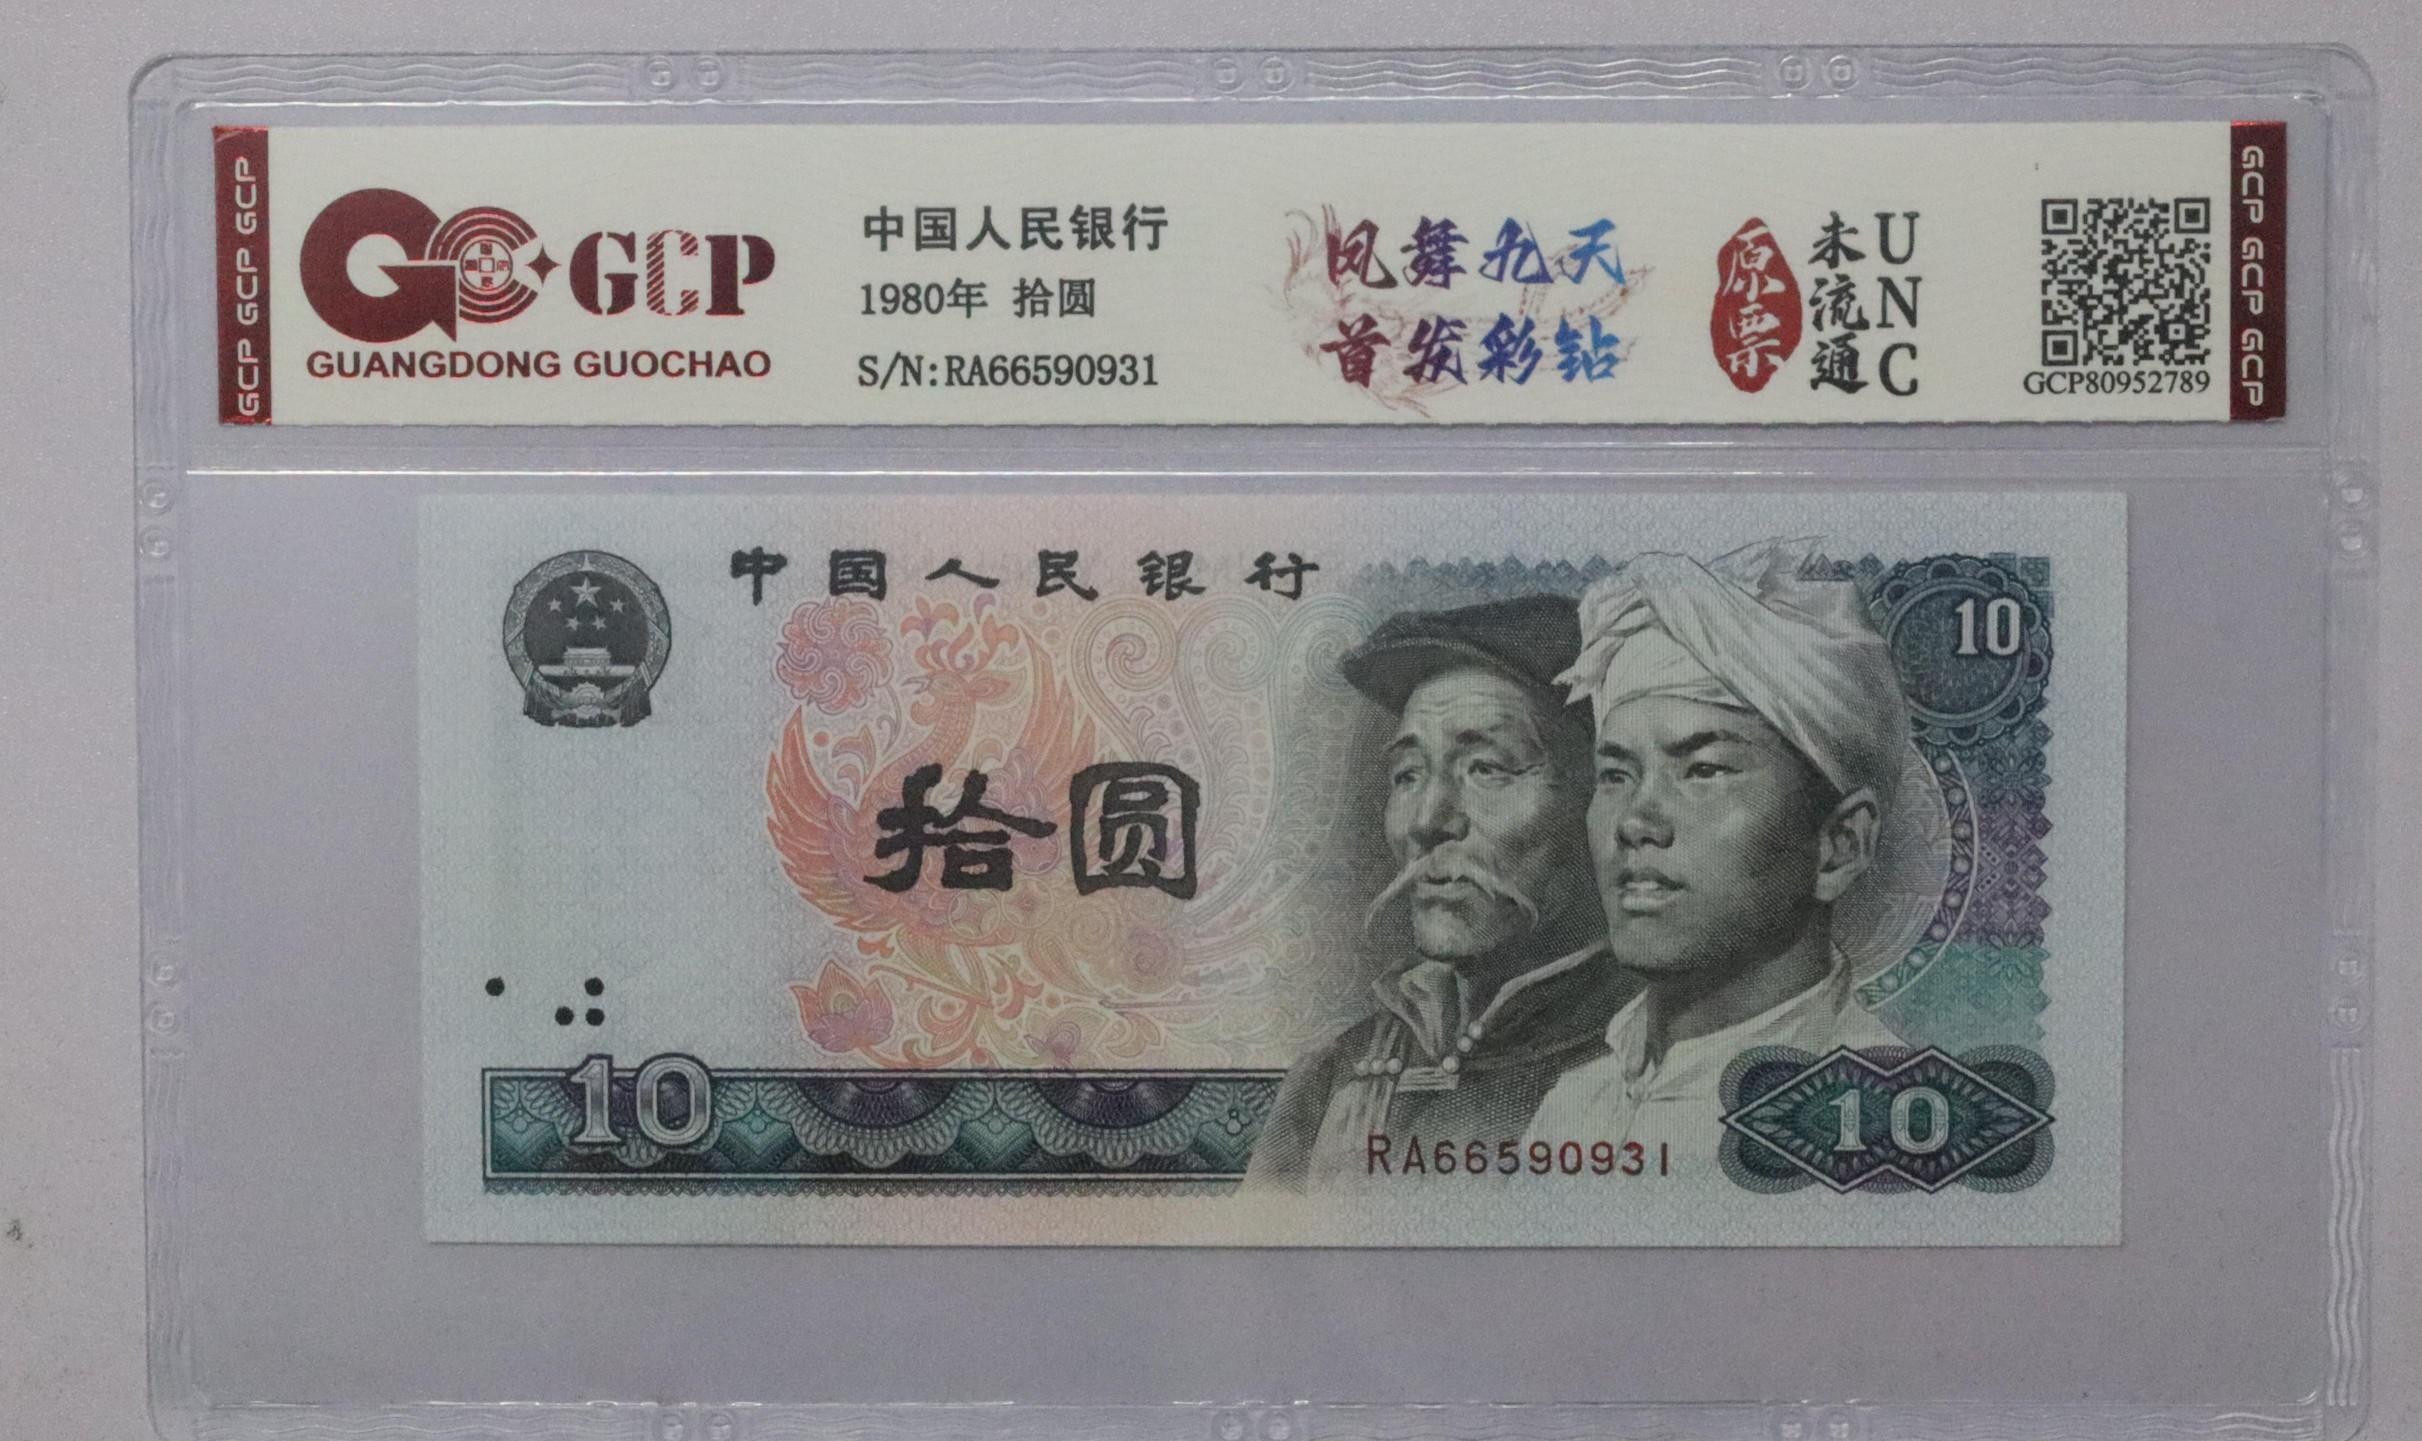 GCP GCP GCP
GCP
GUANGDONG GUOCHAO
中国人民银行
1980年 拾圆
S/N:RA66590931
凤舞九天
首发彩钻
原票
未流通
UNC
GCP80952789
GCP GCP GCP
中国人民银行
10
拾圆
10
RA66590931
10